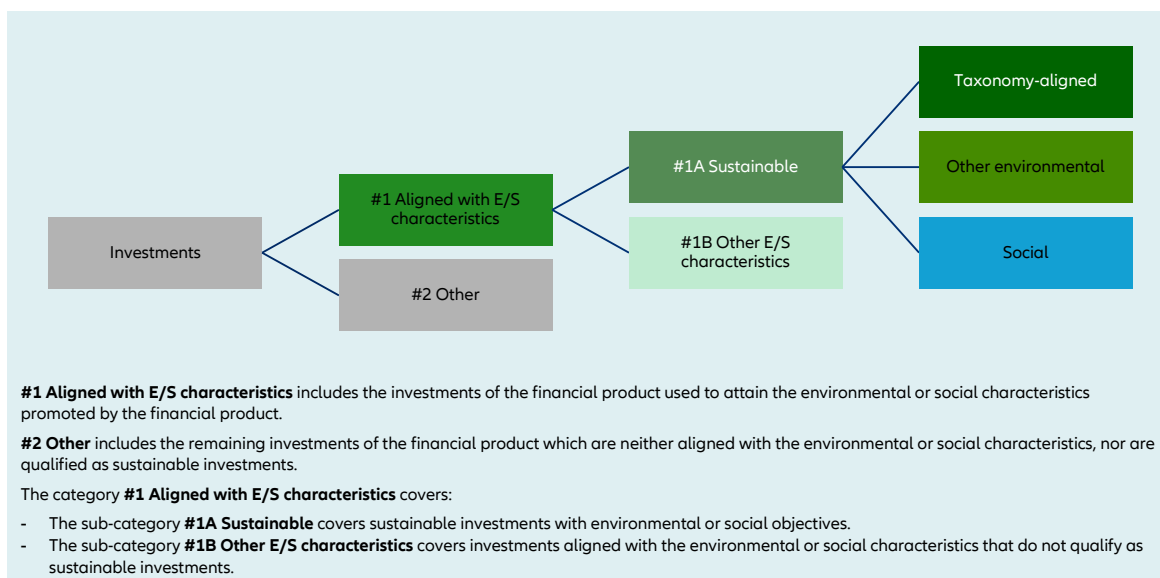 Taxonomy-aligned
#1A Sustainable
Other environmental
#1 Aligned with E/S
characteristics
Investments
#1B Other E/S
characteristics
Social
#2 Other
#1 Aligned with E/S characteristics includes the investments of the financial product used to attain the environmental or social characteristics
promoted by the financial product.
#2 Other includes the remaining investments of the financial product which are neither aligned with the environmental or social characteristics, nor are
qualified as sustainable investments.
The category #1 Aligned with E/S characteristics covers:
- The sub-category #1A Sustainable covers sustainable investments with environmental or social objectives.
- The sub-category #1B Other E/S characteristics covers investments aligned with the environmental or social characteristics that do not qualify as
sustainable investments.